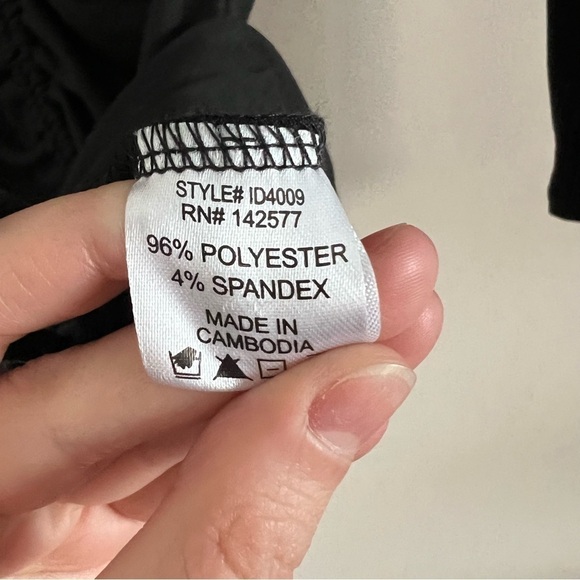 STYLE# ID4009
RN# 142577
96% POLYESTER
4% SPANDEX
MADE IN
CAMBODIA